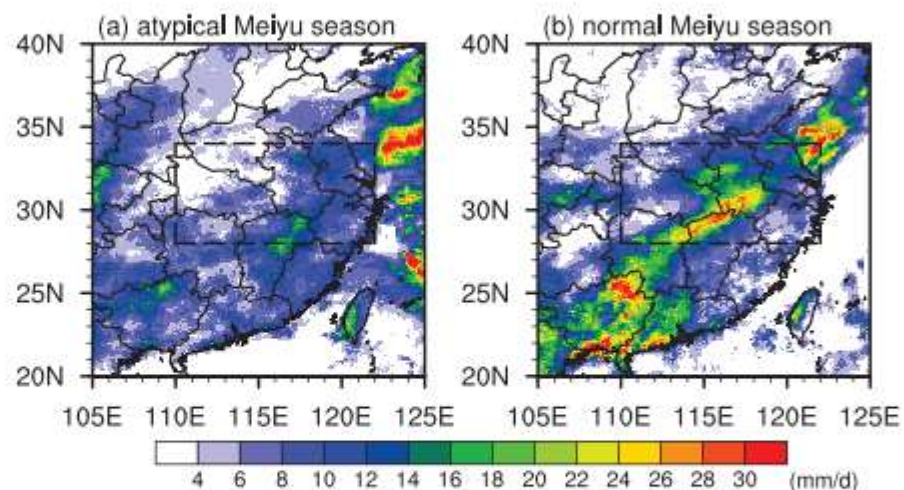 (a) atypical Meiyu season (b) normal Meiyu season
40N 40N
35N 35N
30N 30N
25N 25N
20N 20N
105E 110E 115E 120E 125E 105E 110E 115E 120E 125E
4 6 8 10 12 14 16 18 20 22 24 26 28 30 (mm/d)